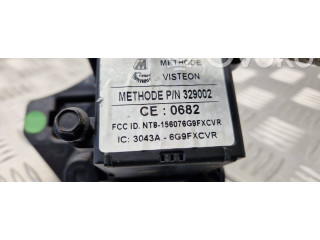 METHODE
VISTEON
METHODE P/N 329002
CE : 0682
FCC ID. NT8-156076G9FXCVR
IC: 3043A - 6G9FXCVR